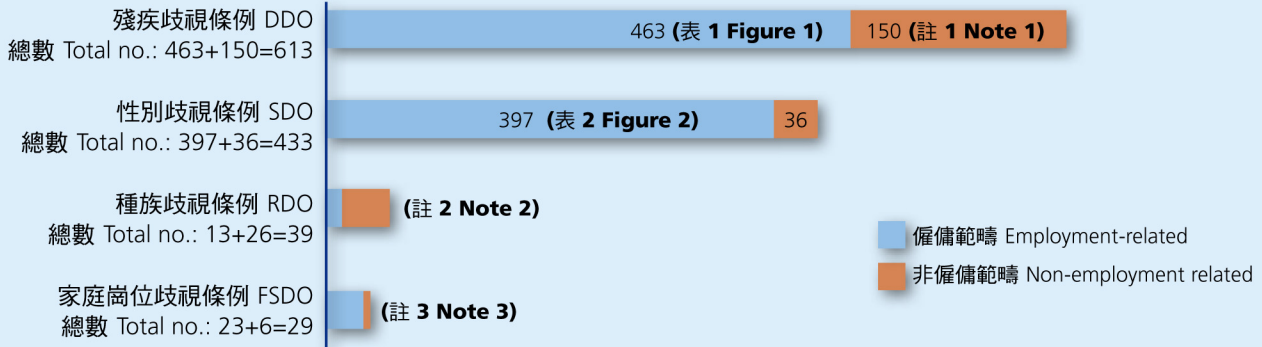 殘疾歧視條例 DDO
總數 Total no.: 463+150=613
463 (表 1 Figure 1)
150 (註 1 Note 1)
性別歧視條例 SDO
總數 Total no.: 397+36=433
397 (表 2 Figure 2)
36
種族歧視條例 RDO
總數 Total no.: 13+26=39
(註 2 Note 2)
僱傭範疇 Employment-related
非僱傭範疇 Non-employment related
家庭崗位歧視條例 FSDO
總數 Total no.: 23+6=29
(註 3 Note 3)